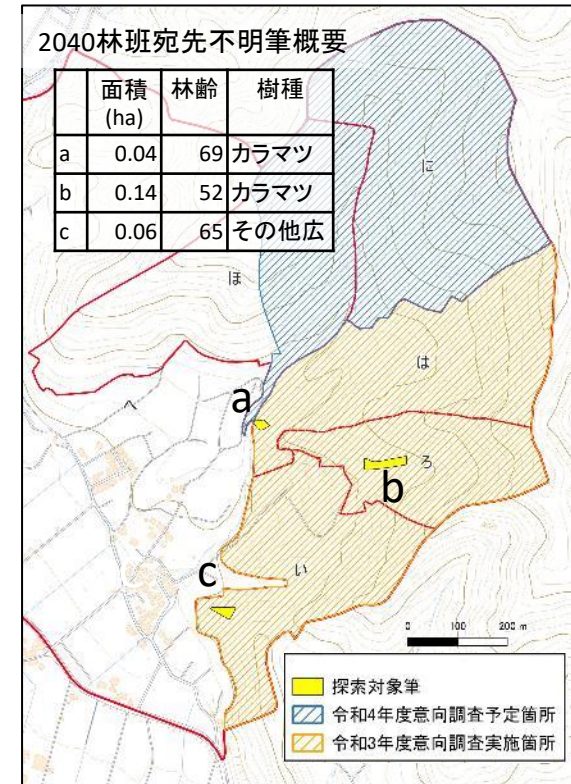 2040林班宛先不明筆概要
面積(ha) 林齢 樹種
a 0.04 69 カラマツ
b 0.14 52 カラマツ
c 0.06 65 その他広
に
ほ
は
へ
a
ろ
b
c
い
0 100 200 m
探索対象筆
令和4年度意向調査予定箇所
令和3年度意向調査実施箇所